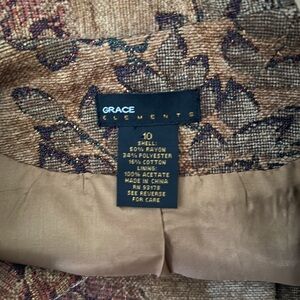 GRACE
ELEMENTS
10
SHELL:
50% RAYON
34% POLYESTER
16% COTTON
LINING:
100% ACETATE
MADE IN CHINA
RN 93178
SEE REVERSE
FOR CARE